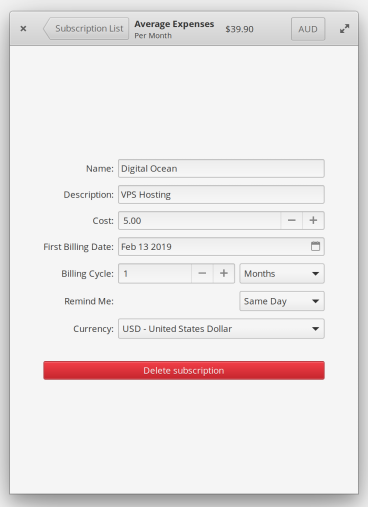 Subscription List
Average Expenses
Per Month
$39.90
AUD
Name: Digital Ocean
Description: VPS Hosting
Cost: 5.00
First Billing Date: Feb 13 2019
Billing Cycle: 1 Months
Remind Me: Same Day
Currency: USD - United States Dollar
Delete subscription